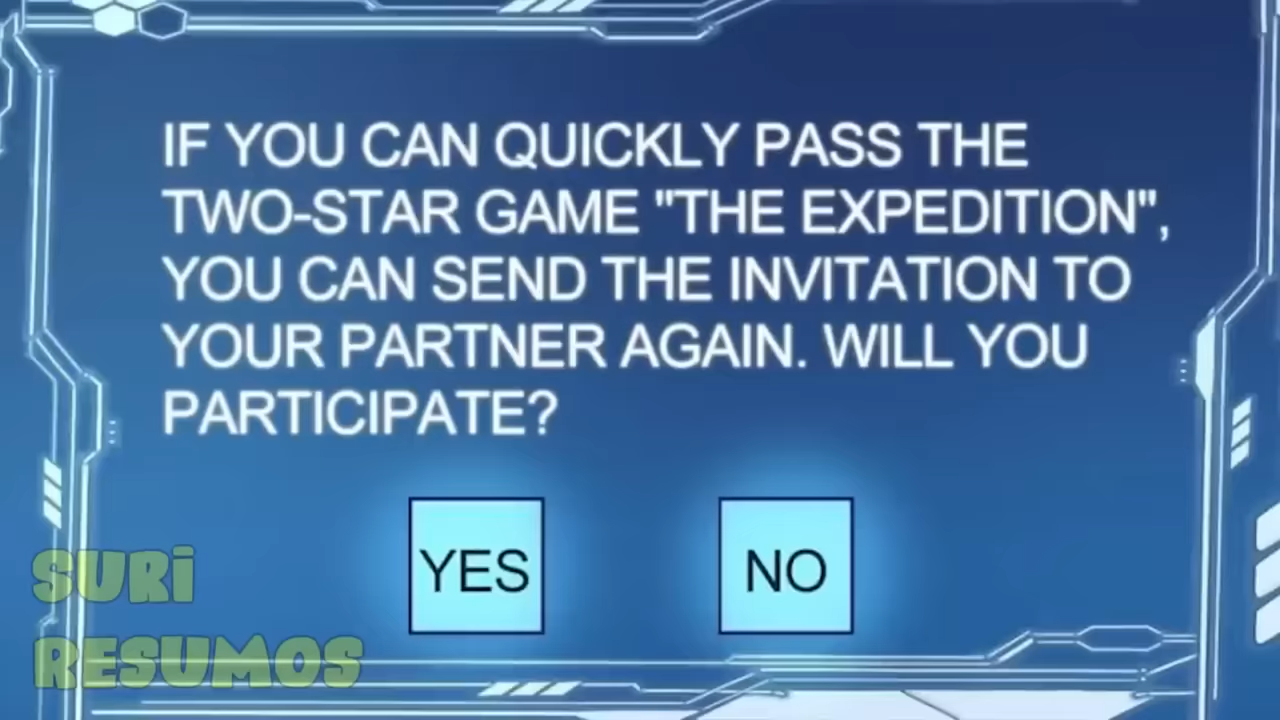 IF YOU CAN QUICKLY PASS THE
TWO-STAR GAME "THE EXPEDITION",
YOU CAN SEND THE INVITATION TO
YOUR PARTNER AGAIN. WILL YOU
PARTICIPATE?
YES NO
SURi
RESUMOS